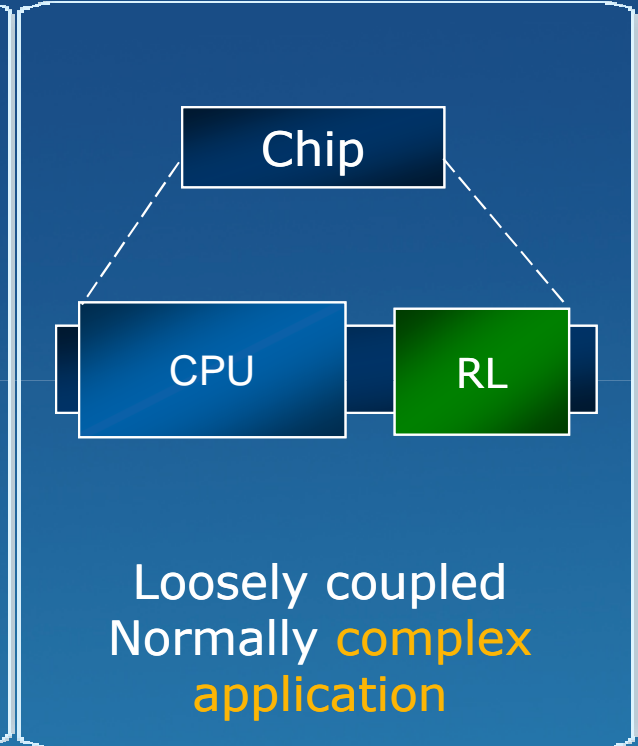 Chip
CPU
RL
Loosely coupled
Normally complex
application